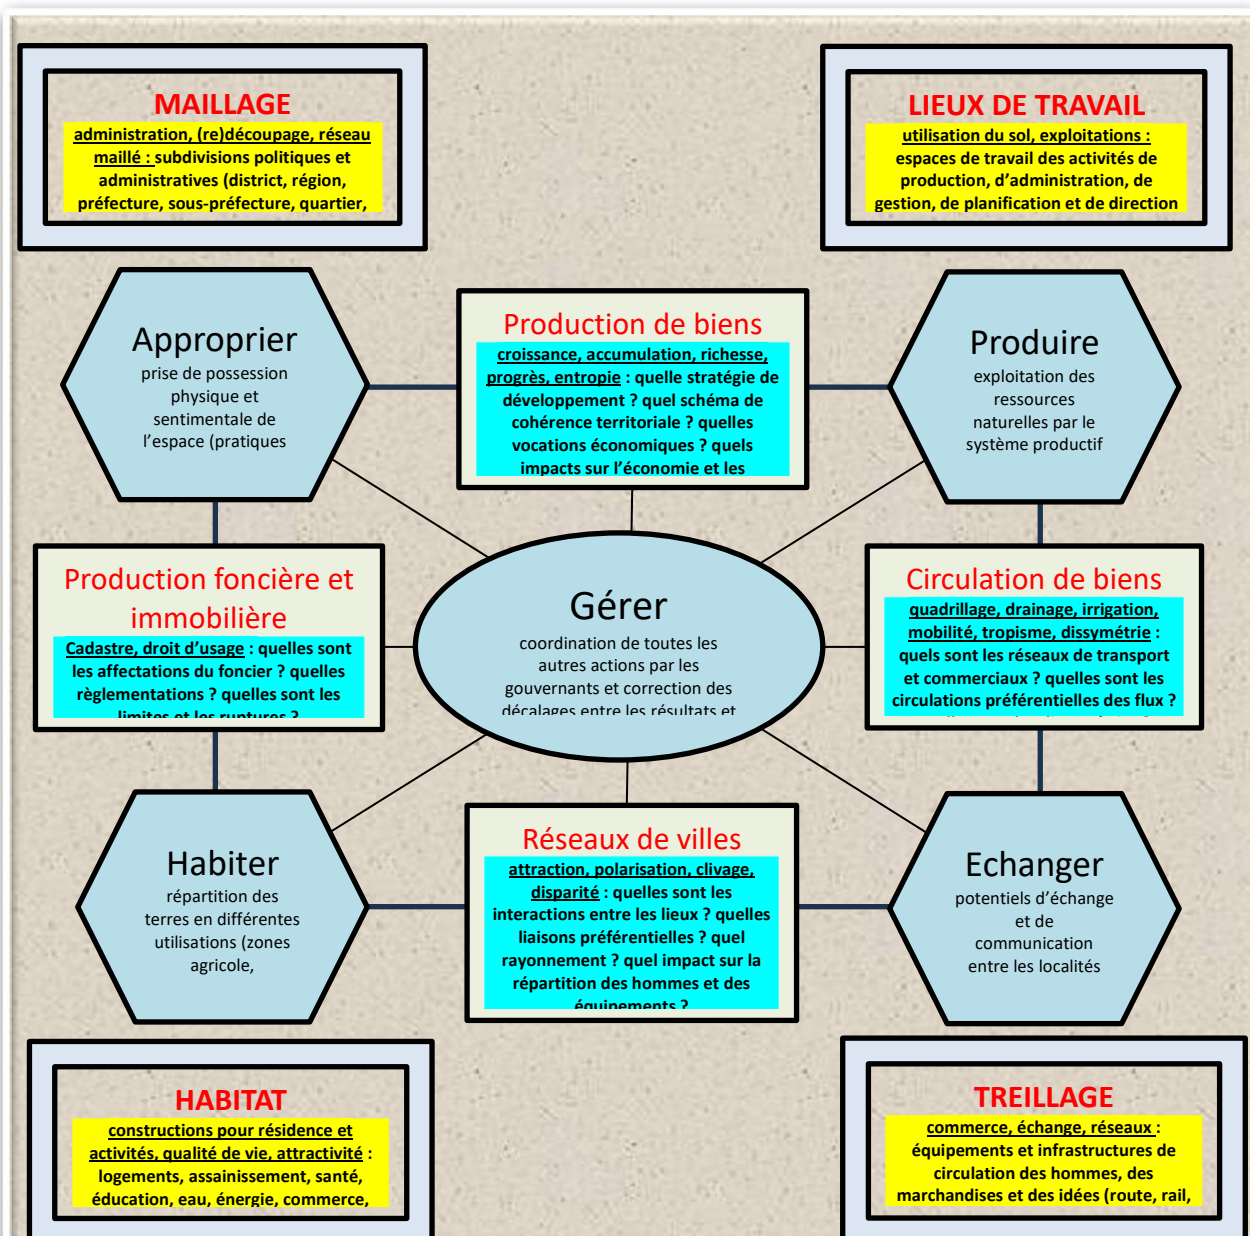 MAILLAGE
administration, (re)découpage, réseau
maillé : subdivisions politiques et
administratives (district, région,
préfecture, sous-préfecture, quartier,
LIEUX DE TRAVAIL
utilisation du sol, exploitations :
espaces de travail des activités de
production, d’administration, de
gestion, de planification et de direction
Approprier
prise de possession
physique et
sentimentale de
l’espace (pratiques
Production de biens
croissance, accumulation, richesse,
progrès, entropie : quelle stratégie de
développement ? quel schéma de
cohérence territoriale ? quelles
vocations économiques ? quels
impacts sur l’économie et les
Produire
exploitation des
ressources
naturelles par le
système productif
Production foncière et
immobilière
Cadastre, droit d’usage : quelles sont
les affectations du foncier ? quelles
règlementations ? quelles sont les
limites et les ruptures ?
Gérer
coordination de toutes les
autres actions par les
gouvernants et correction des
décalages entre les résultats et
Circulation de biens
quadrillage, drainage, irrigation,
mobilité, tropisme, dissymétrie :
quels sont les réseaux de transport
et commerciaux ? quelles sont les
circulations préférentielles des flux ?
Habiter
répartition des
terres en différentes
utilisations (zones
agricole,
Réseaux de villes
attraction, polarisation, clivage,
disparité : quelles sont les
interactions entre les lieux ? quelles
liaisons préférentielles ? quel
rayonnement ? quel impact sur la
répartition des hommes et des
équipements ?
Echanger
potentiels d’échange
et de
communication
entre les localités
HABITAT
constructions pour résidence et
activités, qualité de vie, attractivité :
logements, assainissement, santé,
éducation, eau, énergie, commerce,
TREILLAGE
commerce, échange, réseaux :
équipements et infrastructures de
circulation des hommes, des
marchandises et des idées (route, rail,